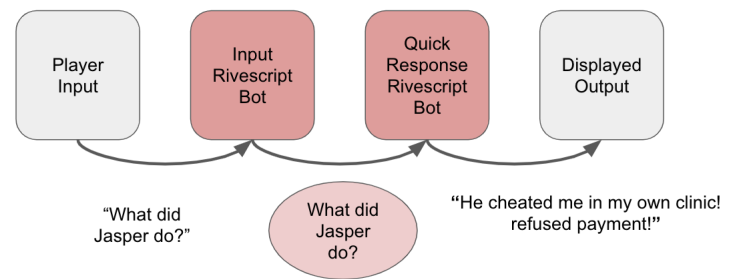 Player
Input
Input
Rivescript
Bot
Quick
Response
Rivescript
Bot
Displayed
Output
“What did
Jasper do?”
What did
Jasper
do?
“He cheated me in my own clinic!
refused payment!”